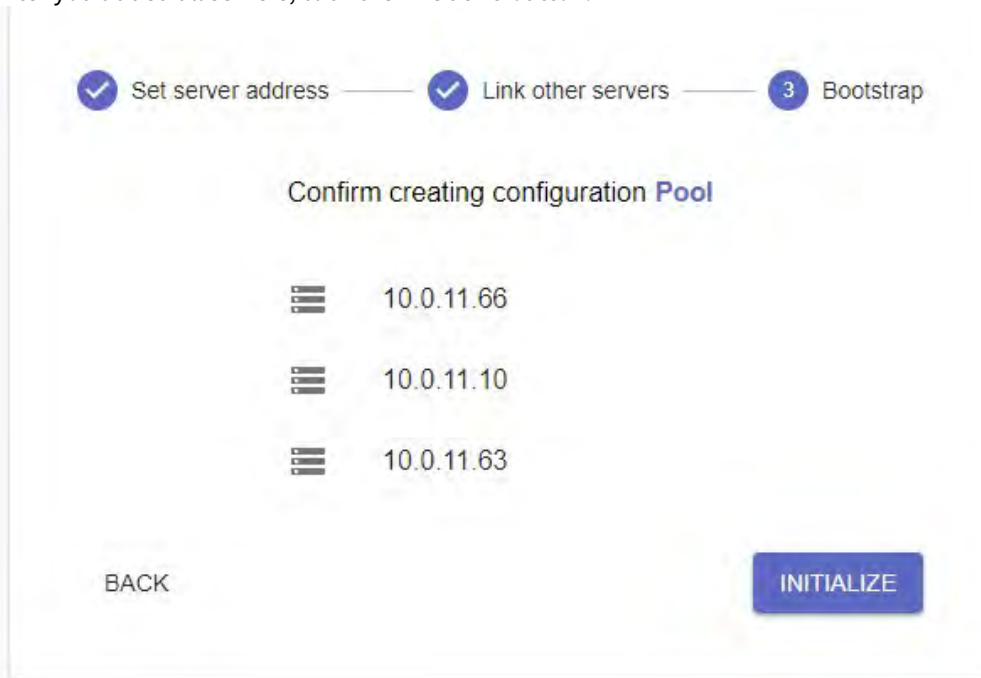 Set server address
Link other servers
3 Bootstrap
Confirm creating configuration Pool
10.0.11.66
10.0.11.10
10.0.11.63
BACK
INITIALIZE